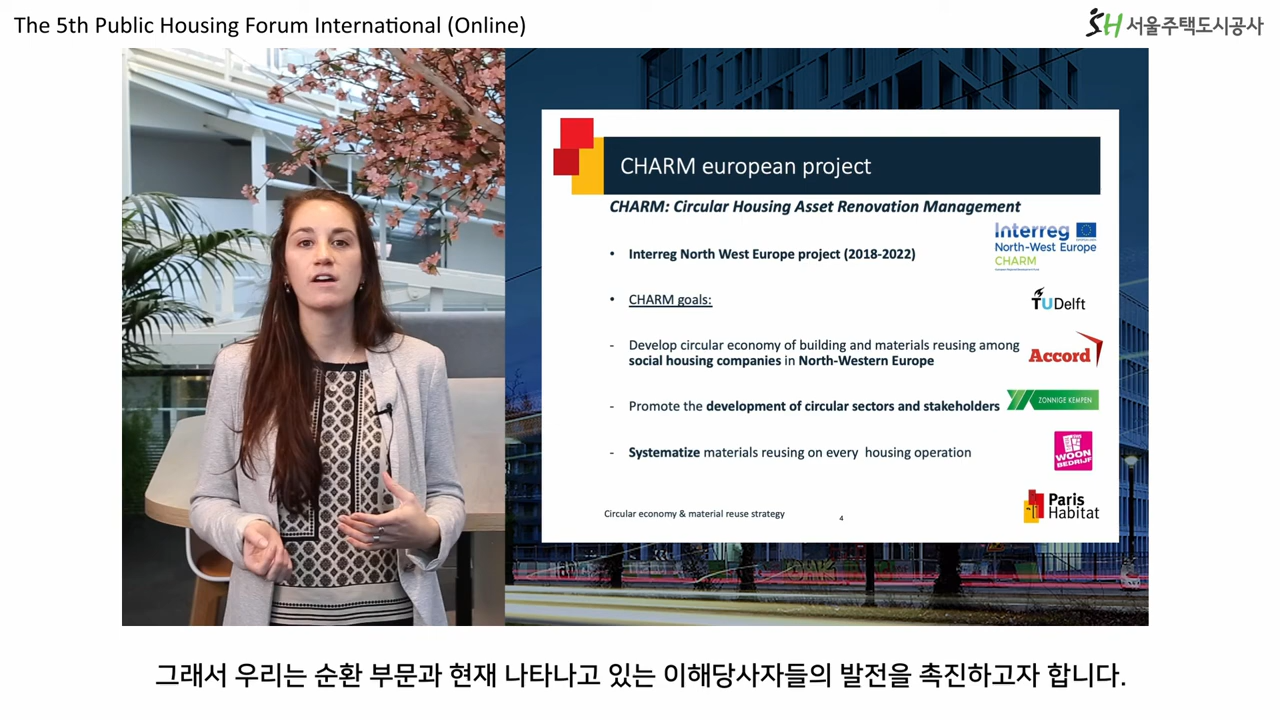 The 5th Public Housing Forum International (Online)
SH 서울주택도시공사
CHARM european project
CHARM: Circular Housing Asset Renovation Management
• Interreg North West Europe project (2018-2022)
• CHARM goals:
- Develop circular economy of building and materials reusing among
social housing companies in North-Western Europe
- Promote the development of circular sectors and stakeholders
- Systematize materials reusing on every housing operation
Interreg
North-West Europe
CHARM
TUDelft
Accord
ZONNIGE KEMPEN
WOON
BEDRIJF
Paris
Habitat
Circular economy & material reuse strategy
4
그래서 우리는 순환 부문과 현재 나타나고 있는 이해당사자들의 발전을 촉진하고자 합니다.